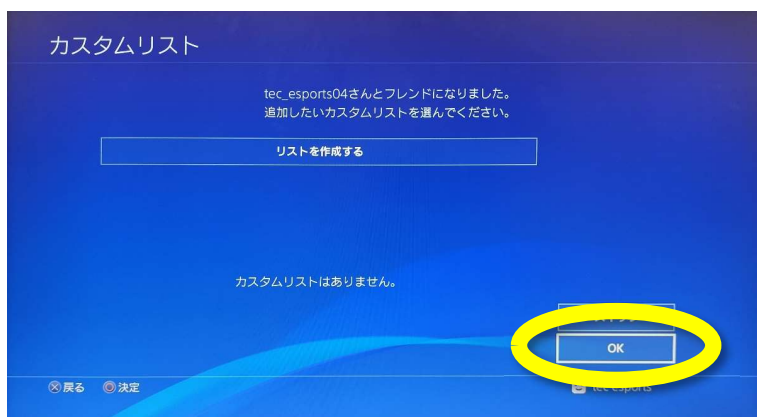 カスタムリスト
tec_esports04さんとフレンドになりました。
追加したいカスタムリストを選んでください。
リストを作成する
カスタムリストはありません。
OK
戻る 決定
tec-esports